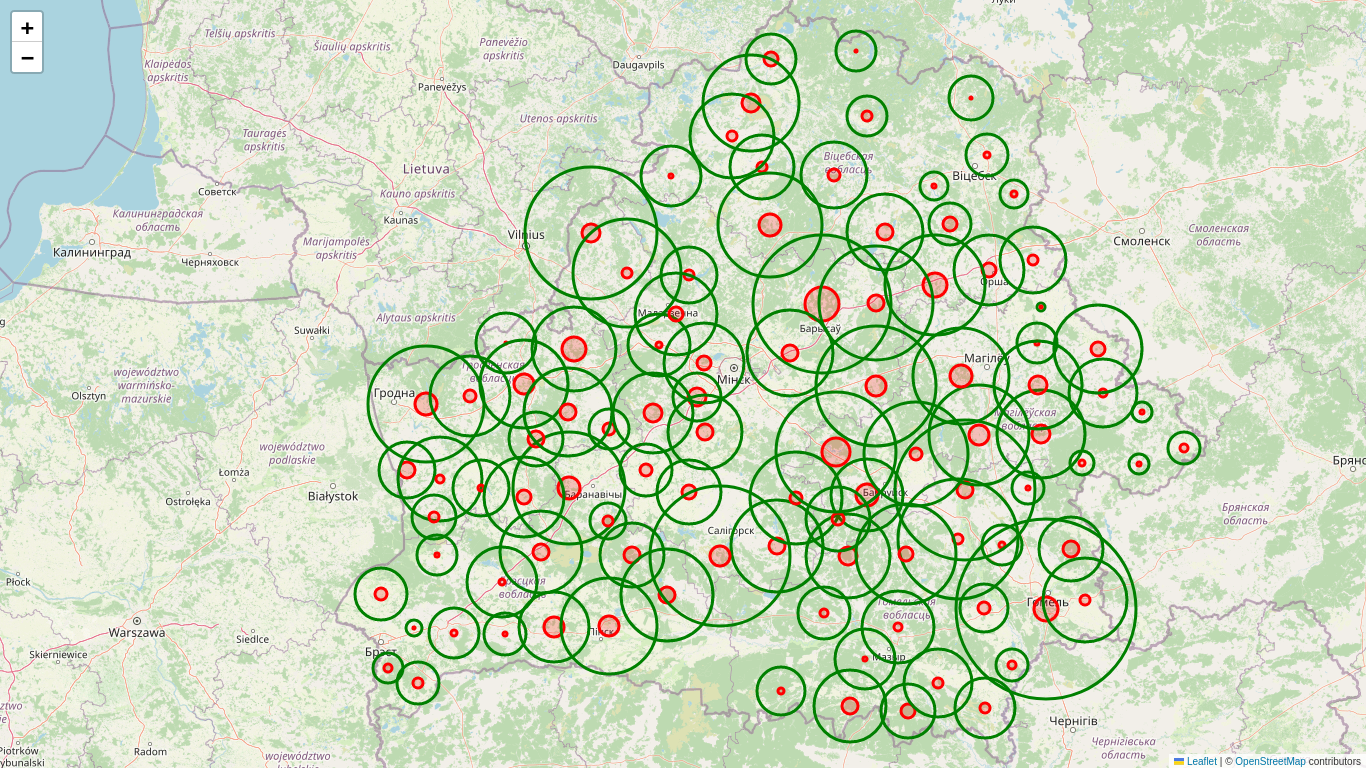 +
−
Telšių apskritis
Šiaulių apskritis
Panevėžio
apskritis
Луки
Klaipėdos
apskritis
Daugavpils
Panevėžys
Utenos apskritis
Tauragės
apskritis
Lietuva
Віцебская
вобласць
Віцебск
Советск
Kauno apskritis
Калининградская
область
Kaunas
Vilnius
Marijampolės
apskritis
Калининград
Черняховск
Смоленск
Смоленская
область
Орша
Alytaus apskritis
Маладзечна
Suwałki
Барысаў
Магілёў
Гродзенская
вобласць
Мінск
województwo
warmińsko-
mazurskie
Гродна
Olsztyn
Магілёўская
вобласць
województwo
podlaskie
Łomża
Ostrołęka
Białystok
Баранавічы
Бабруйск
Салігорск
Брянская
область
Płock
Брэсцкая
вобласць
Гомельская
вобласць
Гомель
Warszawa
Siedlce
Skierniewice
Пінск
Брэст
Мазыр
Чернігів
Radom
Чернігівська
область
województwo
Leaflet | © OpenStreetMap contributors